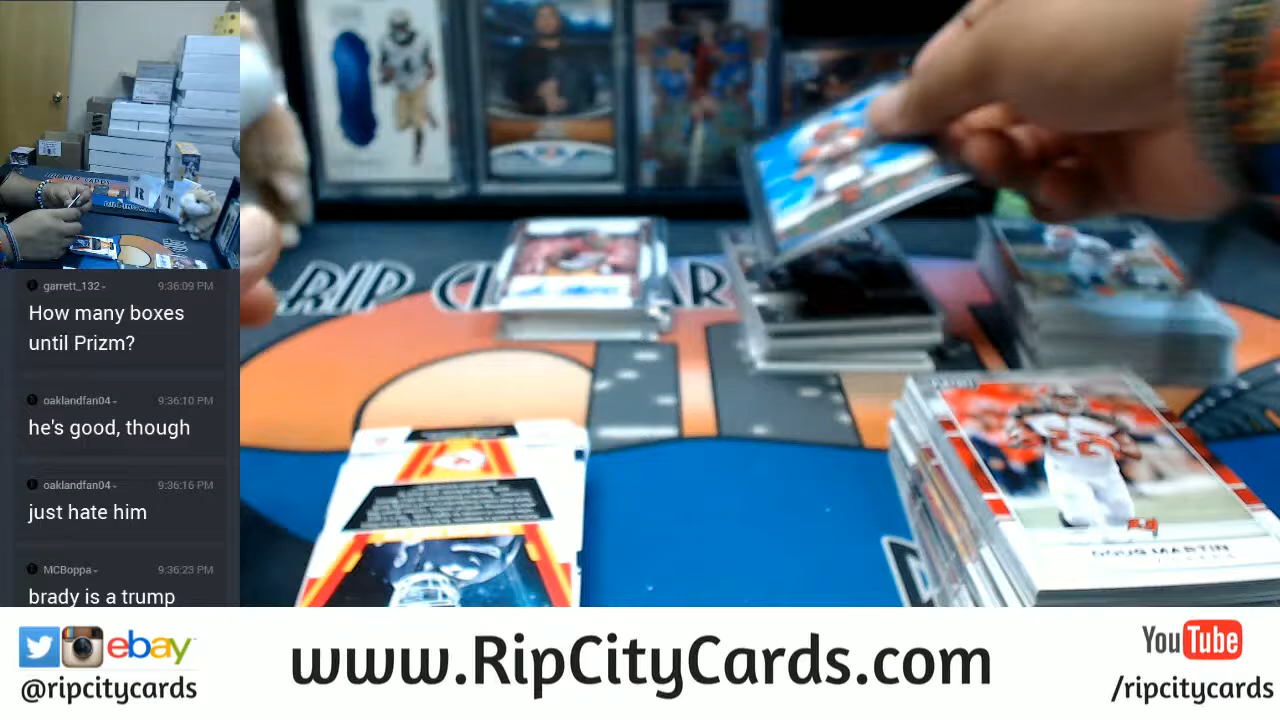 garrett_132
9:36:09 PM
How many boxes
until Prizm?
oaklandfan04
9:36:10 PM
he's good, though
oaklandfan04
9:36:16 PM
just hate him
MCBoppa
9:36:23 PM
brady is a trump
RIP
DOUG MARTIN
ebay
@ripcitycards
www.RipCityCards.com
YouTube
/ripcitycards